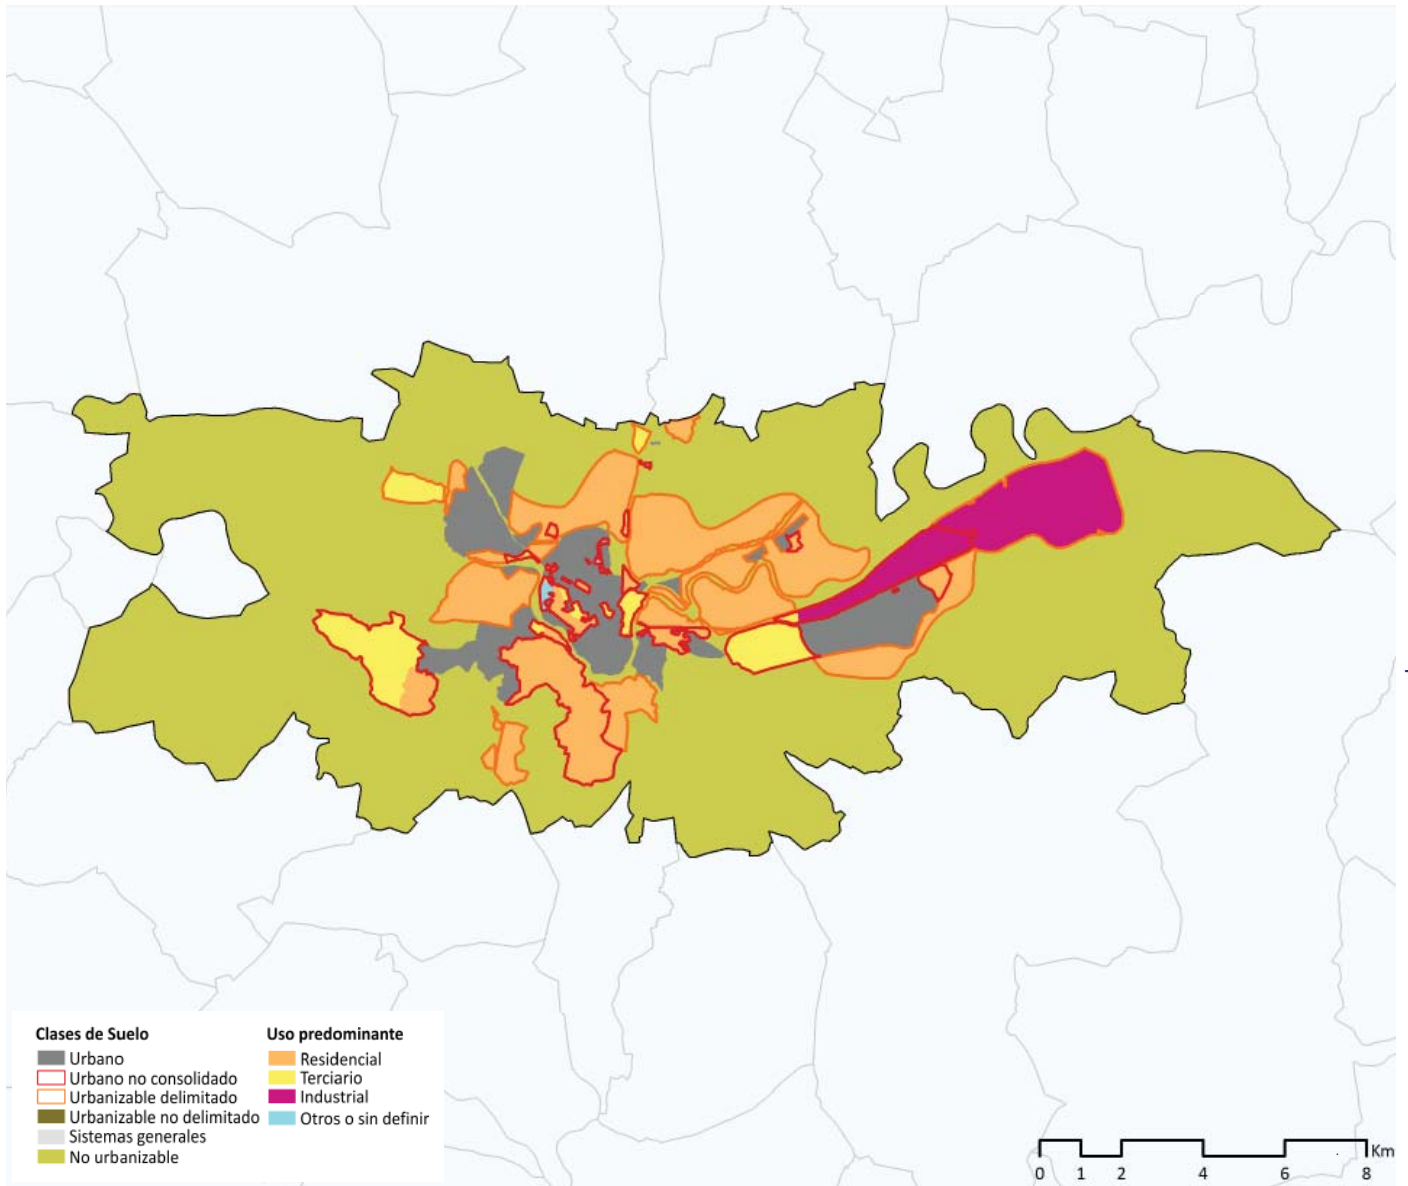 Clases de Suelo
Urbano
Urbano no consolidado
Urbanizable delimitado
Urbanizable no delimitado
Sistemas generales
No urbanizable
Uso predominante
Residencial
Terciario
Industrial
Otros o sin definir
Km
0 1 2 4 6 8